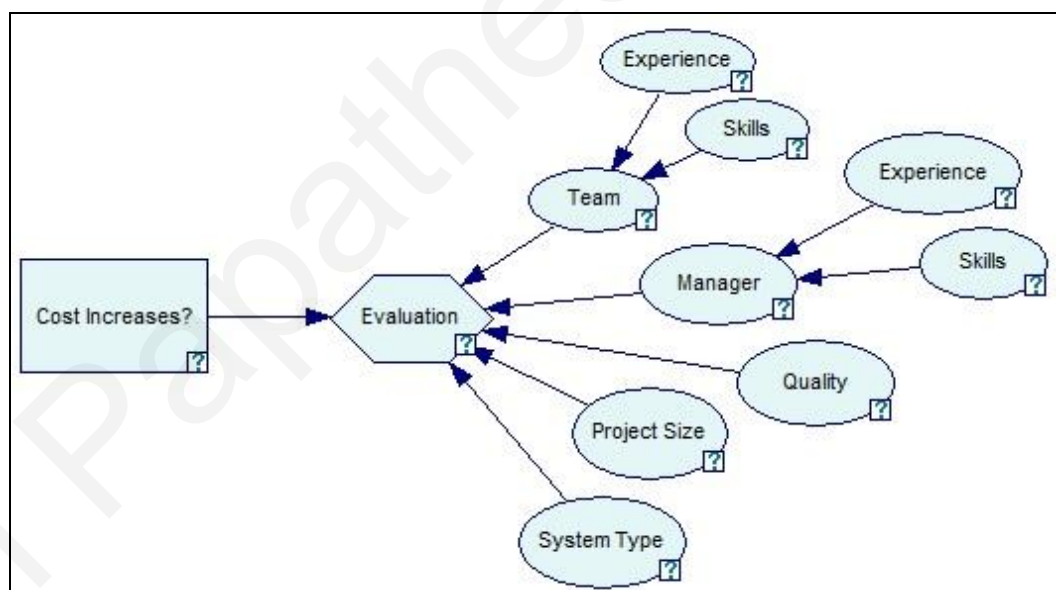 Experience
Skills
Experience
Team
Skills
Manager
Cost Increases?
Evaluation
Quality
Project Size
System Type
?
?
?
?
?
?
?
?
?
?
?